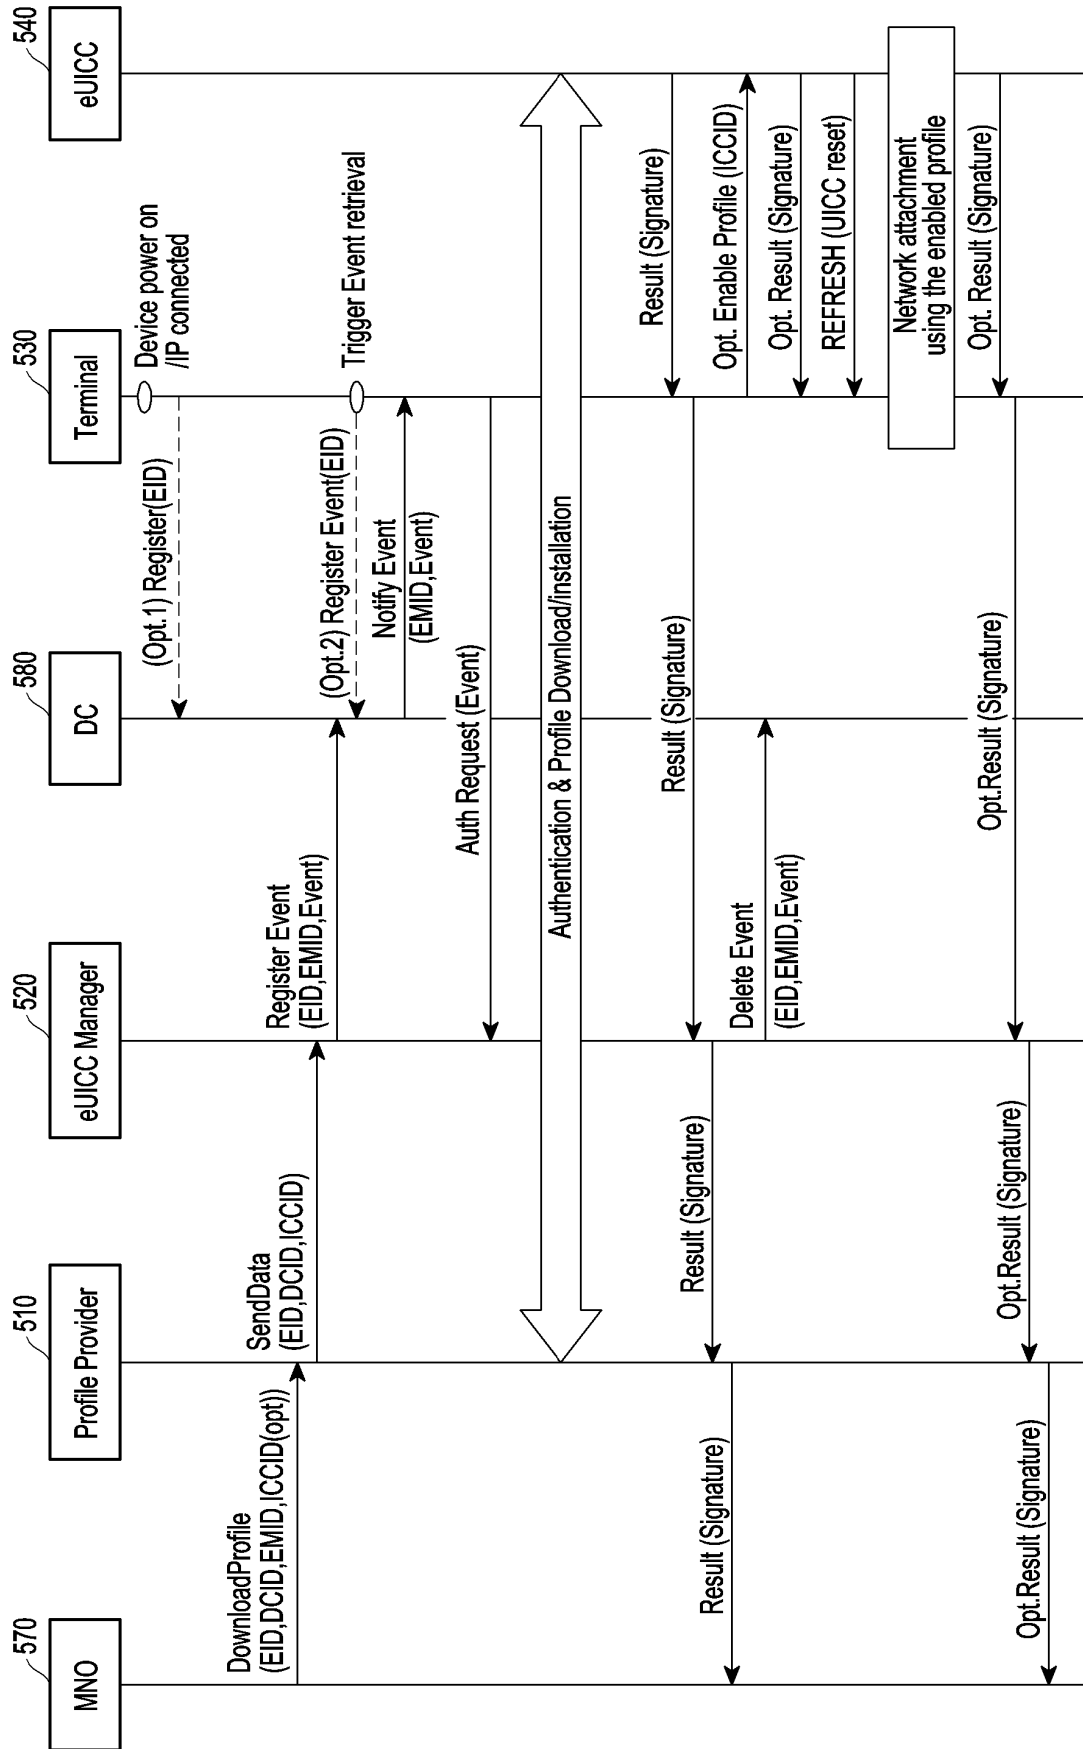 570
MNO
510
Profile Provider
520
eUICC Manager
580
DC
530
Terminal
540
eUICC
Device power on
/IP connected
(Opt.1) Register(EID)
DownloadProfile
(EID,DCID,EMID,ICCID(opt))
SendData
(EID,DCID,ICCID)
Register Event
(EID,EMID,Event)
Trigger Event retrieval
(Opt.2) Register Event(EID)
Notify Event
(EMID,Event)
Auth Request (Event)
Authentication & Profile Download/installation
Result (Signature)
Result (Signature)
Result (Signature)
Result (Signature)
Opt. Enable Profile (ICCID)
Delete Event
(EID,EMID,Event)
Opt. Result (Signature)
REFRESH (UICC reset)
Network attachment
using the enabled profile
Opt. Result (Signature)
Opt.Result (Signature)
Opt.Result (Signature)
Opt.Result (Signature)